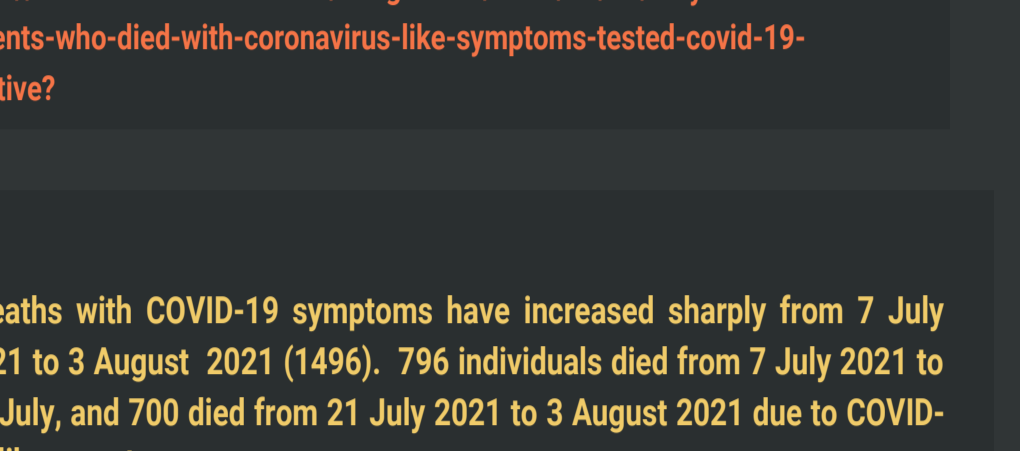 ents-who-died-with-coronavirus-like-symptoms-tested-covid-19-
tive?
eaths with COVID-19 symptoms have increased sharply from 7 July
21 to 3 August 2021 (1496). 796 individuals died from 7 July 2021 to
July, and 700 died from 21 July 2021 to 3 August 2021 due to COVID-